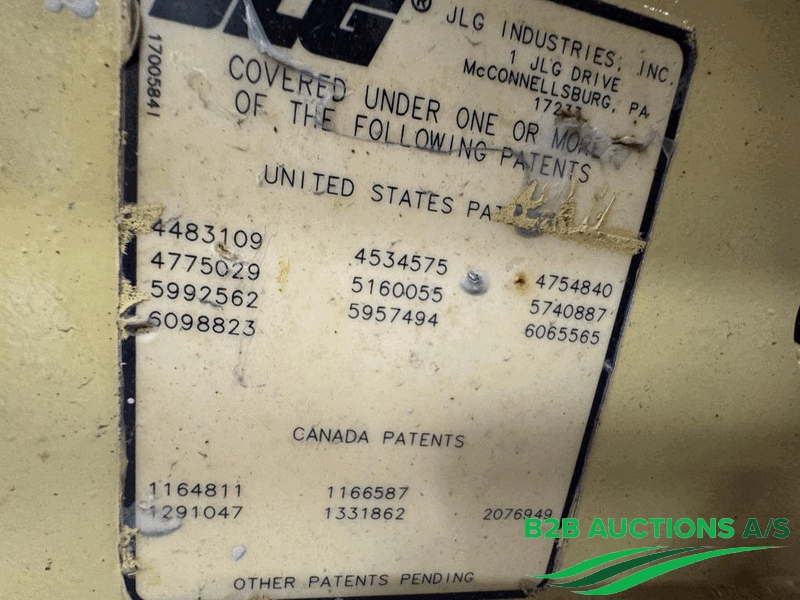 JLG®
JLG INDUSTRIES, INC.
1 JLG DRIVE
McCONNELLSBURG, PA
17005841
COVERED UNDER ONE OR MORE
OF THE FOLLOWING PATENTS
UNITED STATES
4483109 4534575 4754840
4775029 5160055 5740887
5992562 5957494 6065565
6098823
CANADA PATENTS
1164811 1166587
1291047 1331862 2076949
OTHER PATENTS PENDING
B2B AUCTIONS A/S